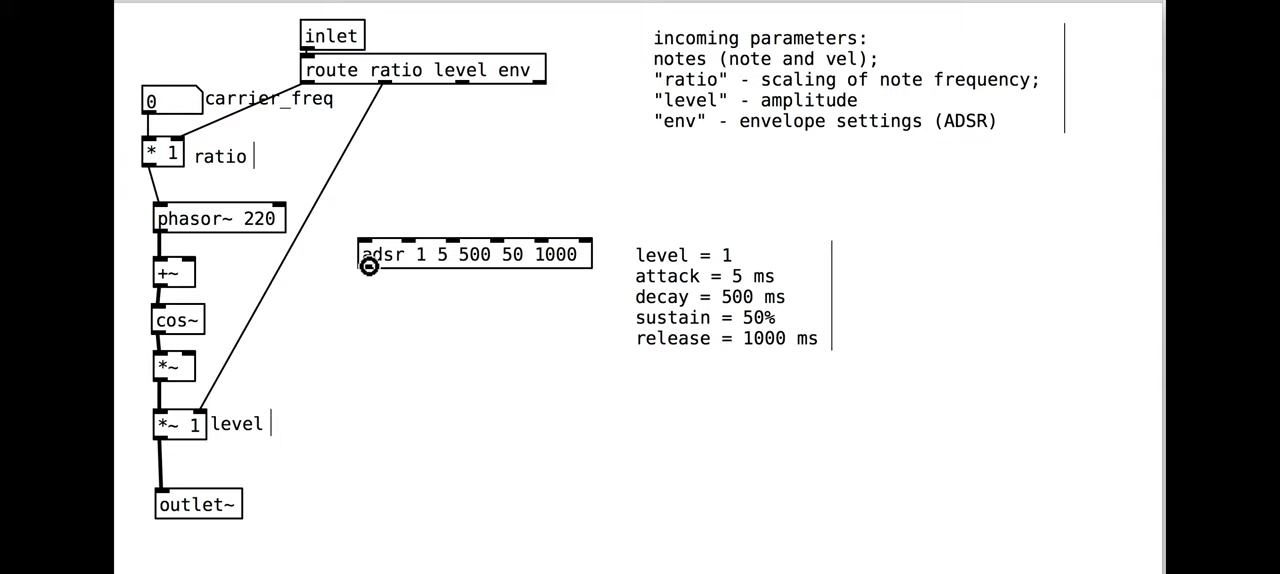 inlet
route ratio level env
0
carrier_freq
* 1
ratio
phasor~ 220
+~
cos~
*~
*~ 1
level
outlet~
adsr 1 5 500 50 1000
incoming parameters:
notes (note and vel);
"ratio" - scaling of note frequency;
"level" - amplitude
"env" - envelope settings (ADSR)
level = 1
attack = 5 ms
decay = 500 ms
sustain = 50%
release = 1000 ms